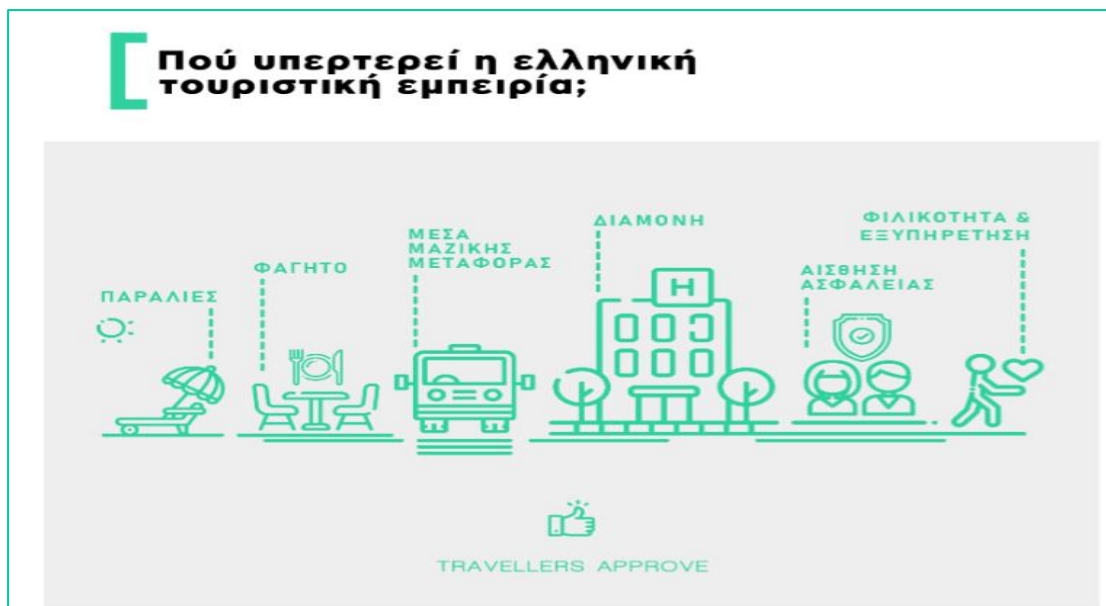 Πού υπερτερεί η ελληνική
τουριστική εμπειρία;
ΠΑΡΑΛΙΕΣ
ΦΑΓΗΤΟ
ΜΕΣΑ
ΜΑΖΙΚΗΣ
ΜΕΤΑΦΟΡΑΣ
ΔΙΑΜΟΝΗ
H
ΑΙΣΘΗΣΗ
ΑΣΦΑΛΕΙΑΣ
ΦΙΛΙΚΟΤΗΤΑ &
ΕΞΥΠΗΡΕΤΗΣΗ
TRAVELLERS APPROVE